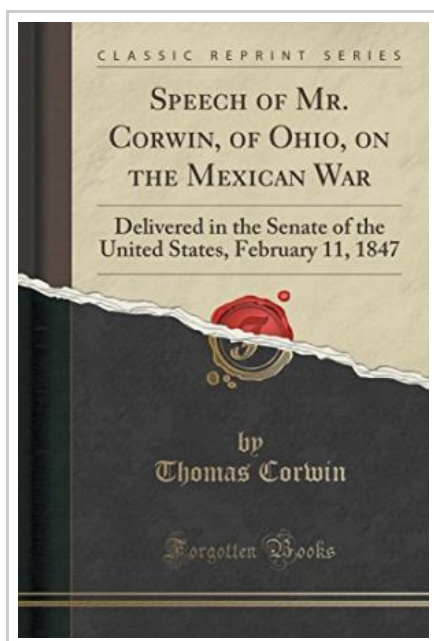 CLASSIC REPRINT SERIES
SPEECH OF MR.
CORWIN, OF OHIO, ON
THE MEXICAN WAR
Delivered in the Senate of the
United States, February 11, 1847
F
by
Thomas Corwin
Forgotten Books